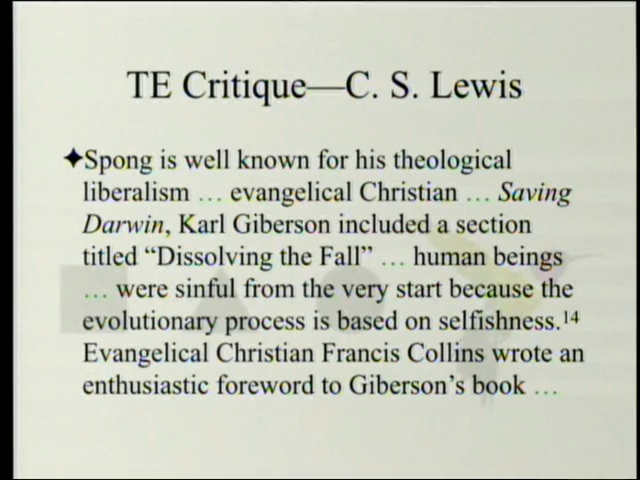 TE Critique—C. S. Lewis
✦Spong is well known for his theological
liberalism … evangelical Christian … Saving
Darwin, Karl Giberson included a section
titled “Dissolving the Fall” … human beings
… were sinful from the very start because the
evolutionary process is based on selfishness.¹⁴
Evangelical Christian Francis Collins wrote an
enthusiastic foreword to Giberson’s book …